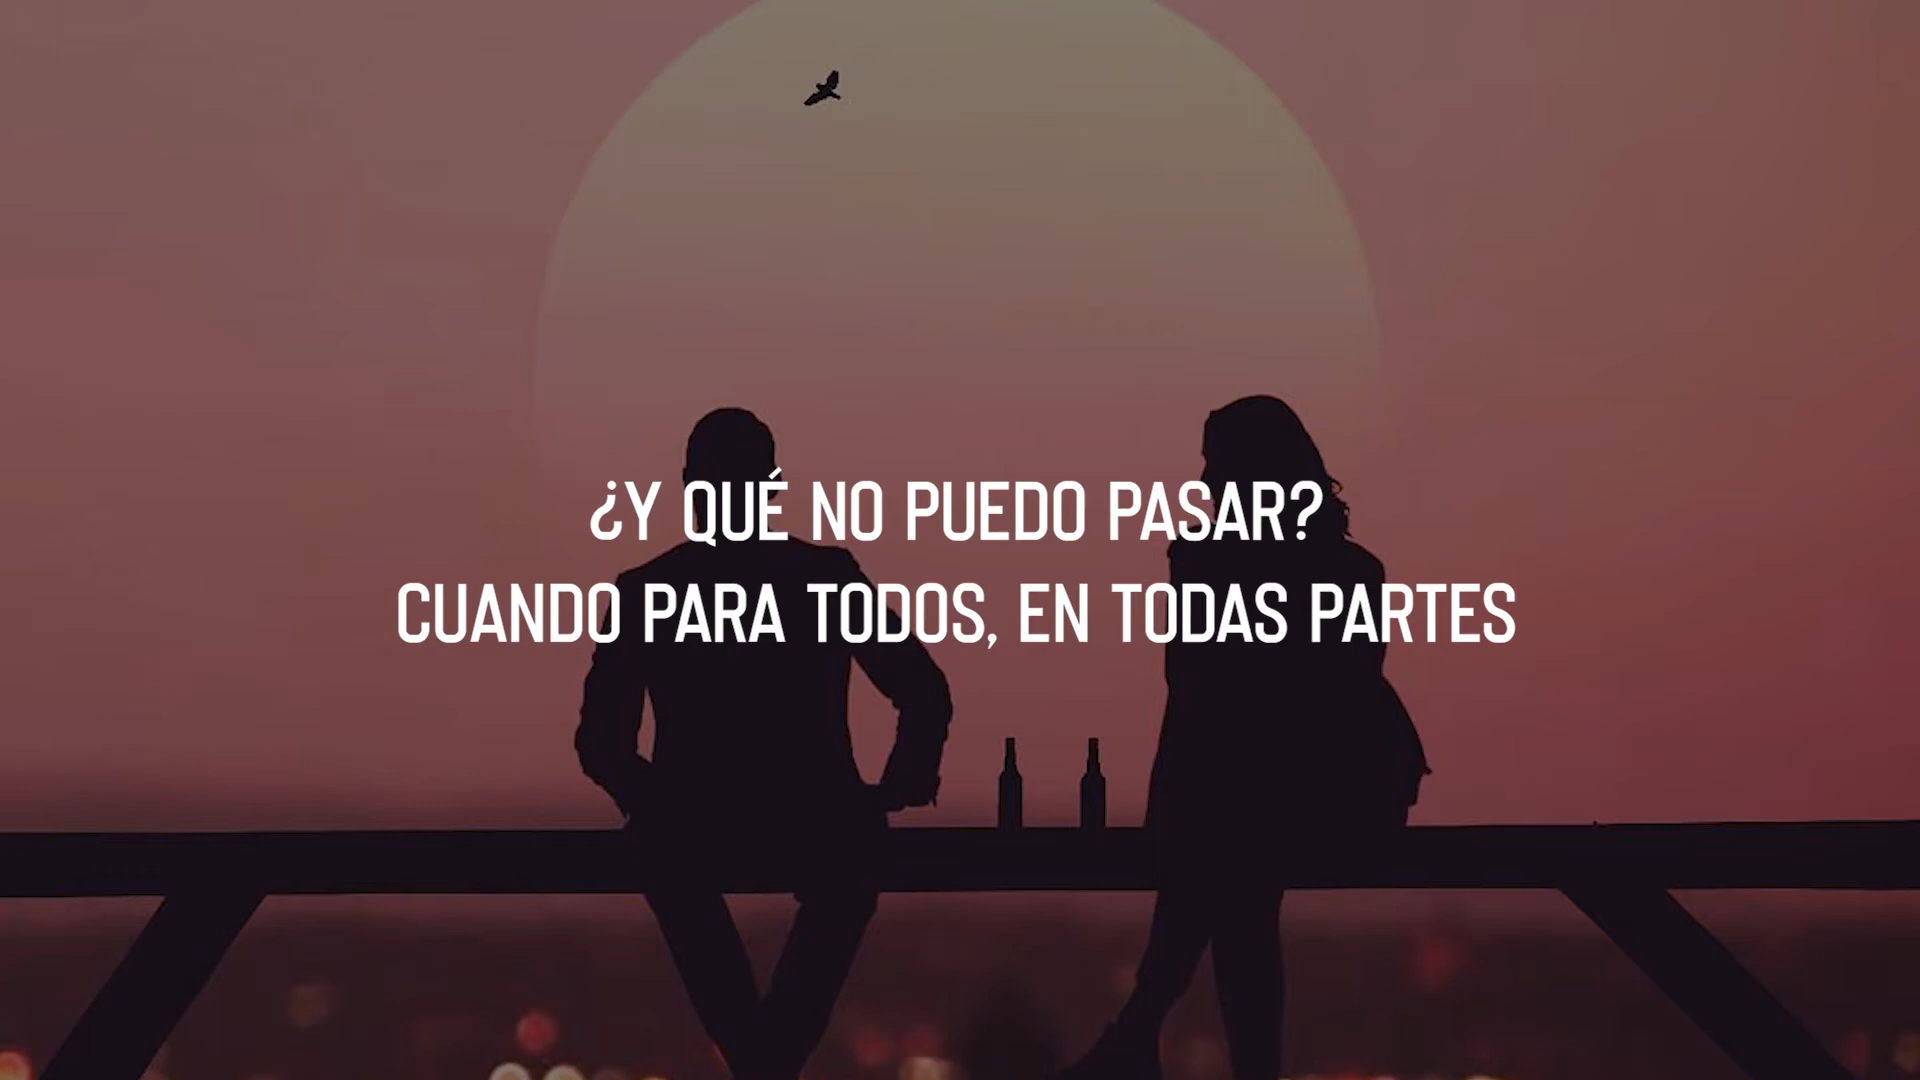 ¿Y QUÉ NO PUEDO PASAR?
CUANDO PARA TODOS, EN TODAS PARTES